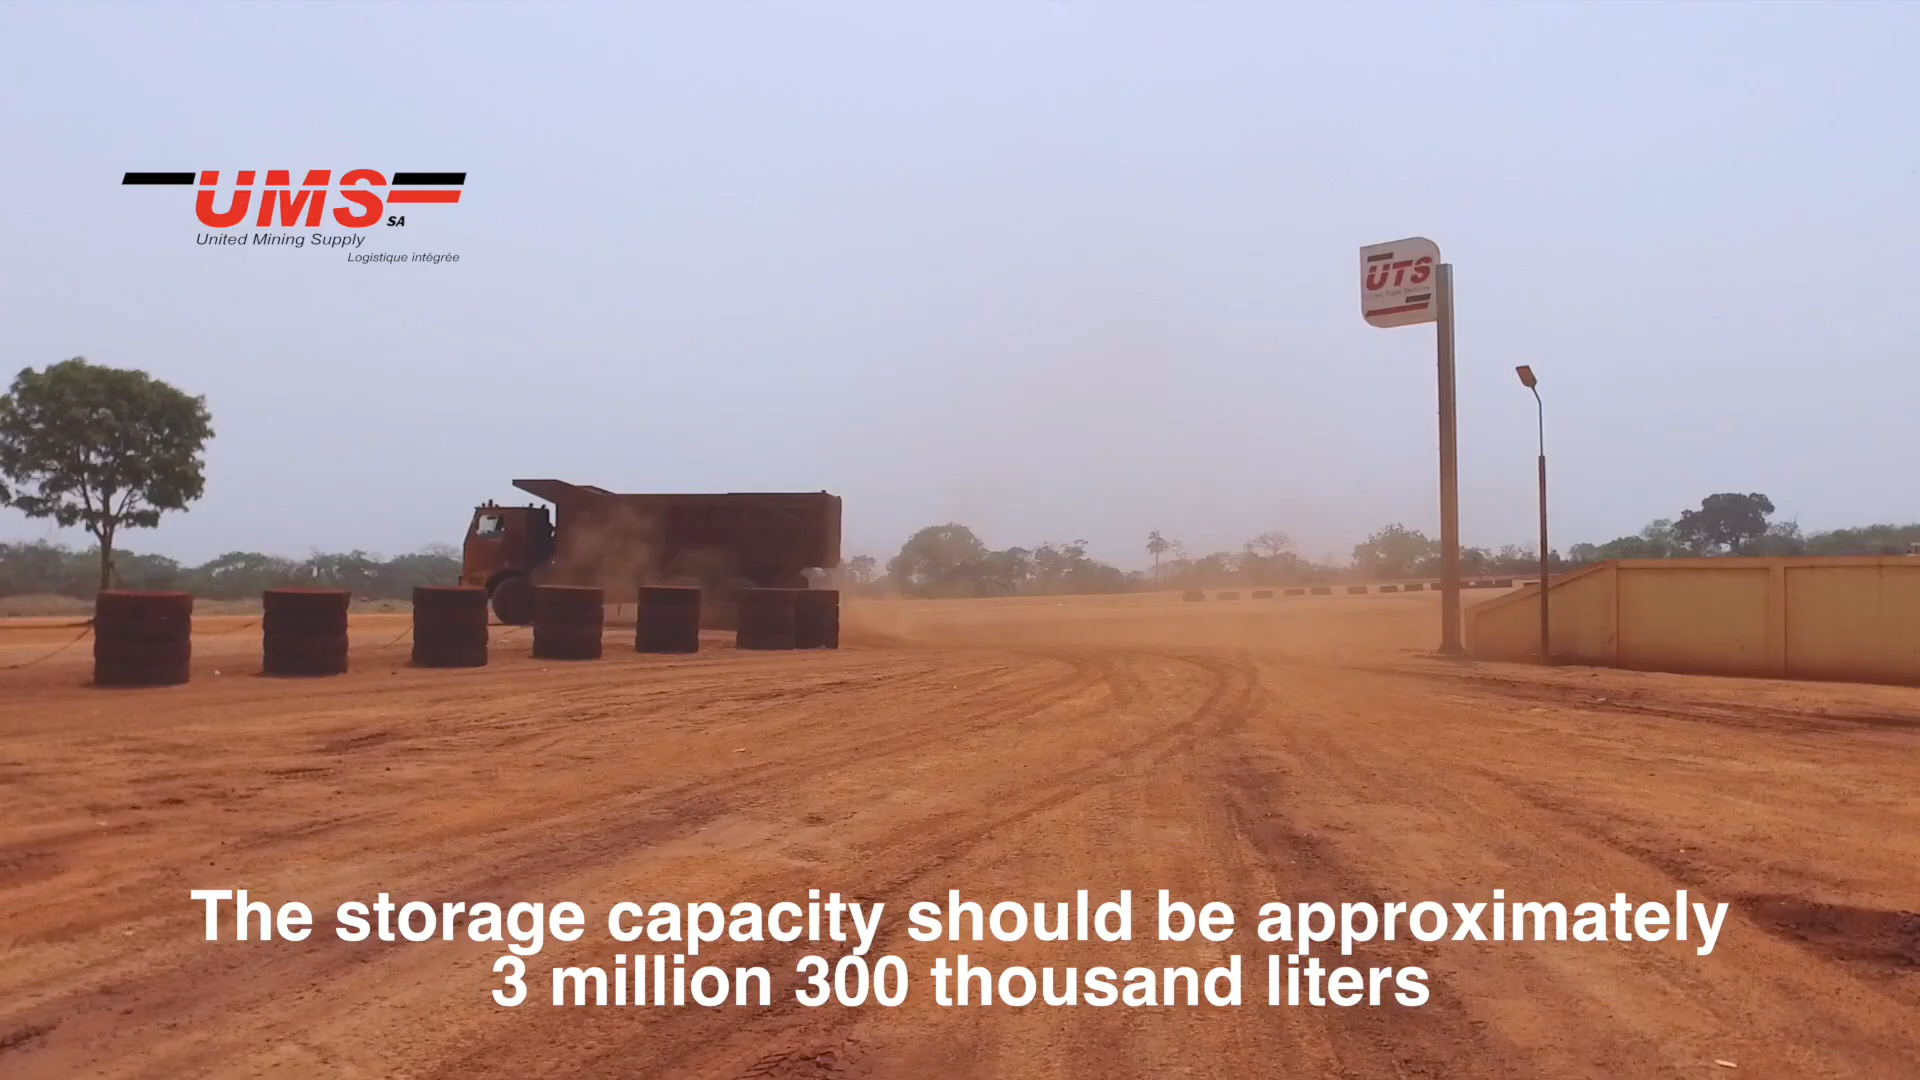 UMS SA
United Mining Supply
Logistique intégrée
UTS
The storage capacity should be approximately
3 million 300 thousand liters